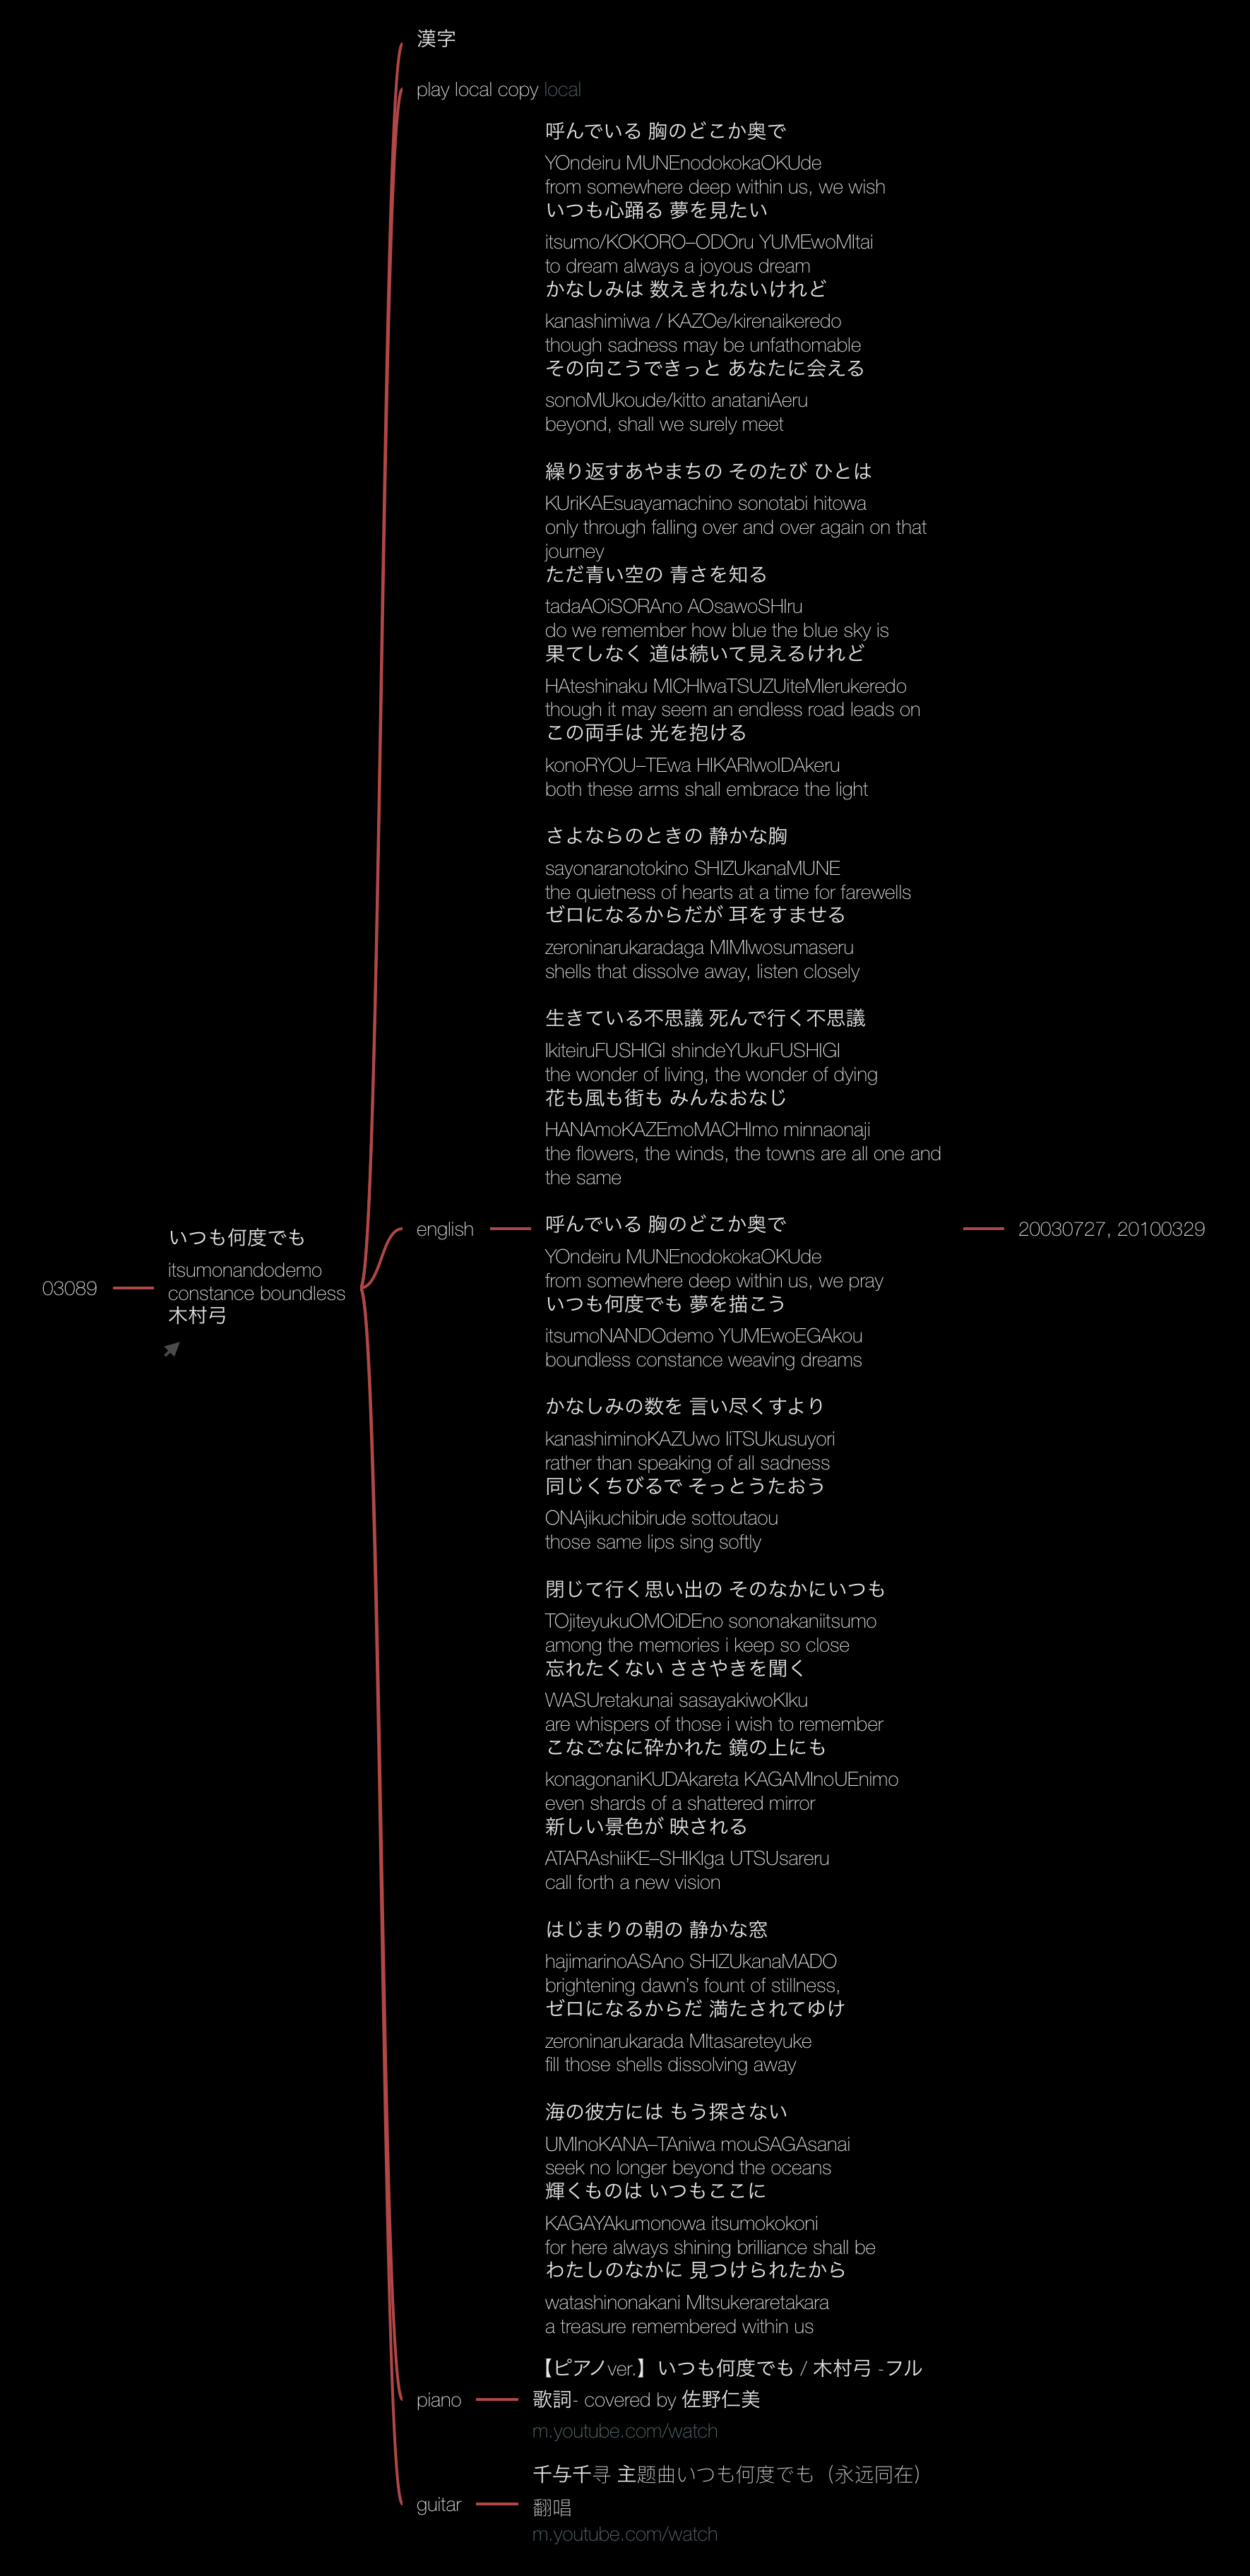 漢字
play local copy local
呼んでいる 胸のどこか奥で
YOndeiru MUNEnodokokaOKUde
from somewhere deep within us, we wish
いつも心踊る 夢を見たい
itsumo/KOKORO–ODOru YUMEwoMItai
to dream always a joyous dream
かなしみは 数えきれないけれど
kanashimiwa / KAZOe/kirenaikeredo
though sadness may be unfathomable
その向こうできっと あなたに会える
sonoMUkoude/kitto anataniAeru
beyond, shall we surely meet
繰り返すあやまちの そのたび ひとは
KUriKAEsuayamachino sonotabi hitowa
only through falling over and over again on that
journey
ただ青い空の 青さを知る
tadaAOiSORAno AOsawoSHIru
do we remember how blue the blue sky is
果てしなく 道は続いて見えるけれど
HAteshinaku MICHIwaTSUZUiteMIerukeredo
though it may seem an endless road leads on
この両手は 光を抱ける
konoRYOU–TEwa HIKARIwoIDAkeru
both these arms shall embrace the light
さよならのときの 静かな胸
sayonaranotokino SHIZUkanaMUNE
the quietness of hearts at a time for farewells
ゼロになるからだが 耳をすませる
zeroninarukaradaga MIMIwosumaseru
shells that dissolve away, listen closely
生きている不思議 死んで行く不思議
IkiteiruFUSHIGI shindeYUkuFUSHIGI
the wonder of living, the wonder of dying
花も風も街も みんなおなじ
HANAmoKAZEmoMACHImo minnaonaji
the flowers, the winds, the towns are all one and
the same
03089
いつも何度でも
itsumonandodemo
constance boundless
木村弓
english
呼んでいる 胸のどこか奥で
YOndeiru MUNEnodokokaOKUde
from somewhere deep within us, we pray
いつも何度でも 夢を描こう
itsumoNANDOdemo YUMEwoEGAkou
boundless constance weaving dreams
20030727, 20100329
かなしみの数を 言い尽くすより
kanashiminoKAZUwo IiTSUkusuyori
rather than speaking of all sadness
同じくちびるで そっとうたおう
ONAjikuchibirude sottoutaou
those same lips sing softly
閉じて行く思い出の そのなかにいつも
TOjiteyukuOMOiDEno sononakaniitsumo
among the memories i keep so close
忘れたくない ささやきを聞く
WASUretakunai sasayakiwoKIku
are whispers of those i wish to remember
こなごなに砕かれた 鏡の上にも
konagonaniKUDAkareta KAGAMInoUEnimo
even shards of a shattered mirror
新しい景色が 映される
ATARAshiiKE–SHIKIga UTSUsareru
call forth a new vision
はじまりの朝の 静かな窓
hajimarinoASAno SHIZUkanaMADO
brightening dawn’s fount of stillness,
ゼロになるからだ 満たされてゆけ
zeroninarukarada MItasareteyuke
fill those shells dissolving away
海の彼方には もう探さない
UMInoKANA–TAniwa mouSAGAsanai
seek no longer beyond the oceans
輝くものは いつもここに
KAGAYAkumonowa itsumokokoni
for here always shining brilliance shall be
わたしのなかに 見つけられたから
watashinonakani MItsukeraretakara
a treasure remembered within us
piano
【ピアノver.】いつも何度でも / 木村弓 -フル
歌詞- covered by 佐野仁美
m.youtube.com/watch
guitar
千与千寻 主题曲いつも何度でも（永远同在）
翻唱
m.youtube.com/watch